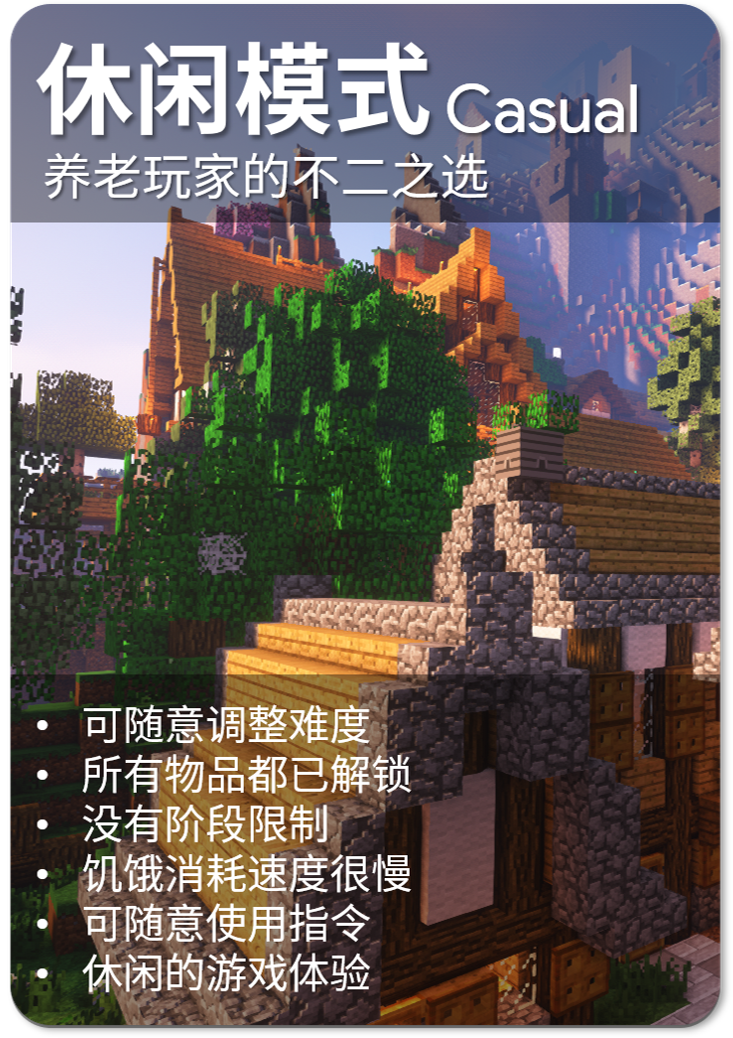 休闲模式 Casual
养老玩家的不二之选
• 可随意调整难度
• 所有物品都已解锁
• 没有阶段限制
• 饥饿消耗速度很慢
• 可随意使用指令
• 休闲的游戏体验